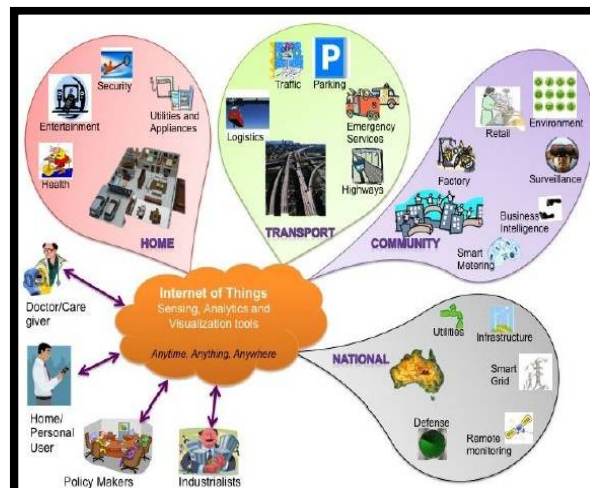 Security
Entertainment
Utilities
and Appliances
Health
HOME
Traffic
P
Parking
Logistics
Emergency
Services
Highways
TRANSPORT
Retail
Environment
Factory
Surveillance
Business
Intelligence
Smart
Metering
COMMUNITY
Internet of Things
Sensing, Analytics and
Visualization tools
Anytime, Anything, Anywhere
NATIONAL
Utilities
Infrastructure
Smart
Grid
Defense
Ramote
monitoring
Doctor/Care
giver
Home/
Personal
User
Policy Makers
Industrialists